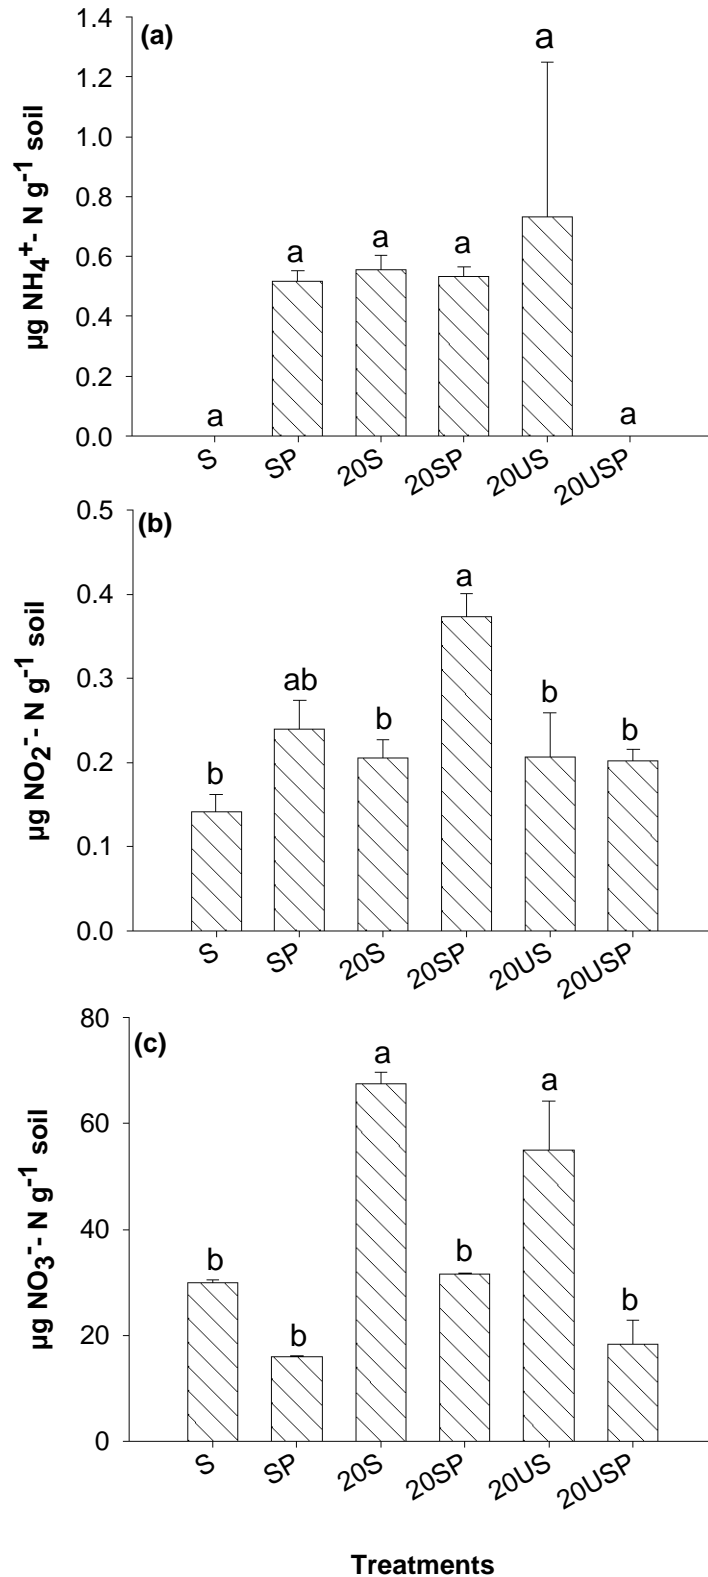 (a)
µg NH4+- N g-1 soil
1.4
1.2
1.0
0.8
0.6
0.4
0.2
0.0
a a a a a a
S SP 20S 20SP 20US 20USP
(b)
µg NO2-- N g-1 soil
0.5
0.4
0.3
0.2
0.1
0.0
b ab b a b b
S SP 20S 20SP 20US 20USP
(c)
µg NO3-- N g-1 soil
80
60
40
20
0
b b a b a b
S SP 20S 20SP 20US 20USP
Treatments